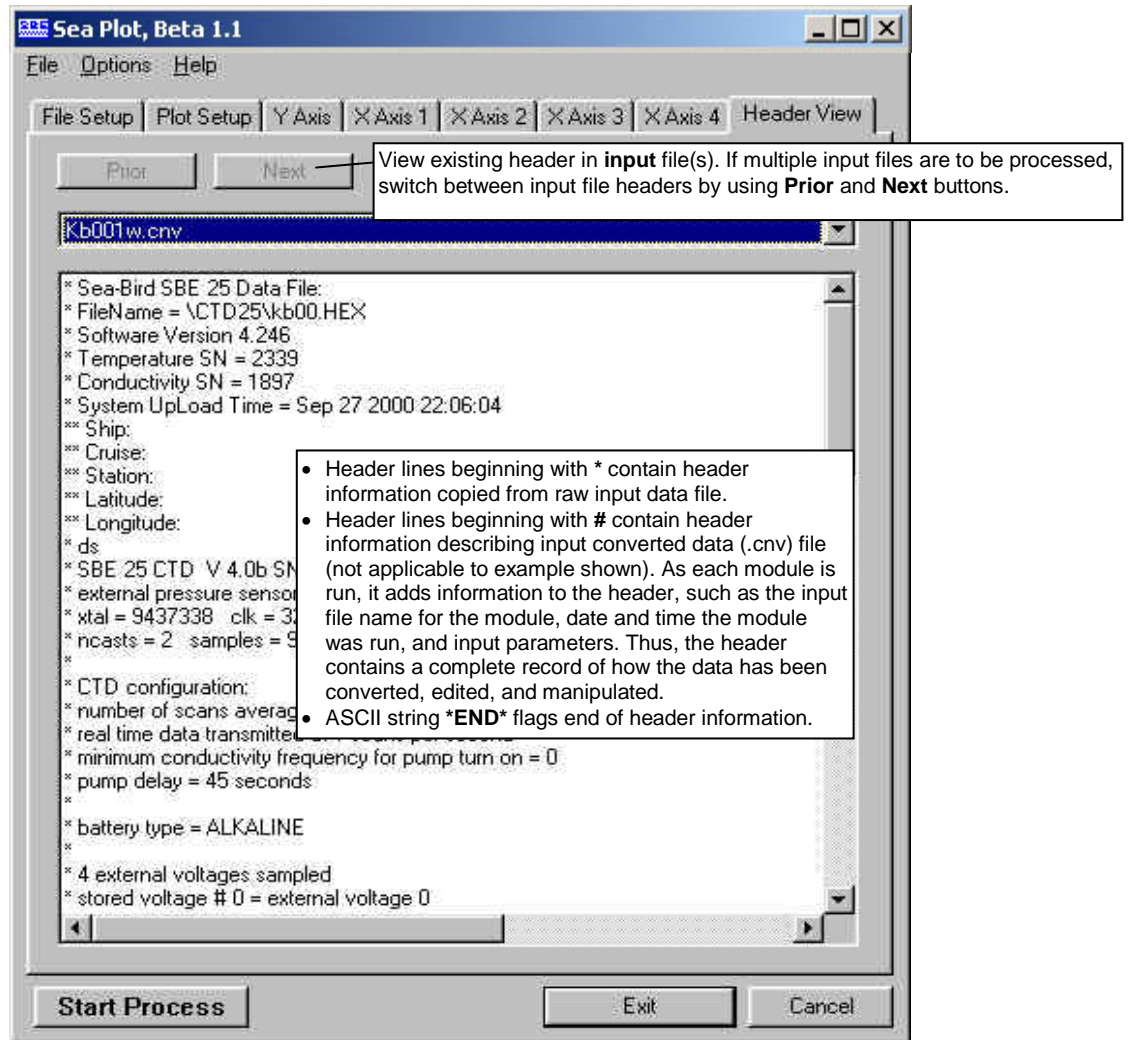 Sea Plot, Beta 1.1
File Options Help
File Setup Plot Setup Y Axis X Axis 1 X Axis 2 X Axis 3 X Axis 4 Header View
Prior Next
View existing header in input file(s). If multiple input files are to be processed,
switch between input file headers by using Prior and Next buttons.
Kb001w.cnv
* Sea-Bird SBE 25 Data File:
* FileName = \CTD25\kb00.HEX
* Software Version 4.246
* Temperature SN = 2339
* Conductivity SN = 1897
* System UpLoad Time = Sep 27 2000 22:06:04
** Ship:
** Cruise:
** Station:
** Latitude:
** Longitude:
* ds
* SBE 25 CTD V 4.0b SN
* external pressure sensor
* xtal = 9437338 clk = 32
* ncasts = 2 samples =
*
* CTD configuration:
* number of scans averag
* real time data transmitted
* minimum conductivity frequency for pump turn on = 0
* pump delay = 45 seconds
*
* battery type = ALKALINE
*
* 4 external voltages sampled
* stored voltage # 0 = external voltage 0
• Header lines beginning with * contain header
information copied from raw input data file.
• Header lines beginning with # contain header
information describing input converted data (.cnv) file
(not applicable to example shown). As each module is
run, it adds information to the header, such as the input
file name for the module, date and time the module
was run, and input parameters. Thus, the header
contains a complete record of how the data has been
converted, edited, and manipulated.
• ASCII string *END* flags end of header information.
Start Process Exit Cancel